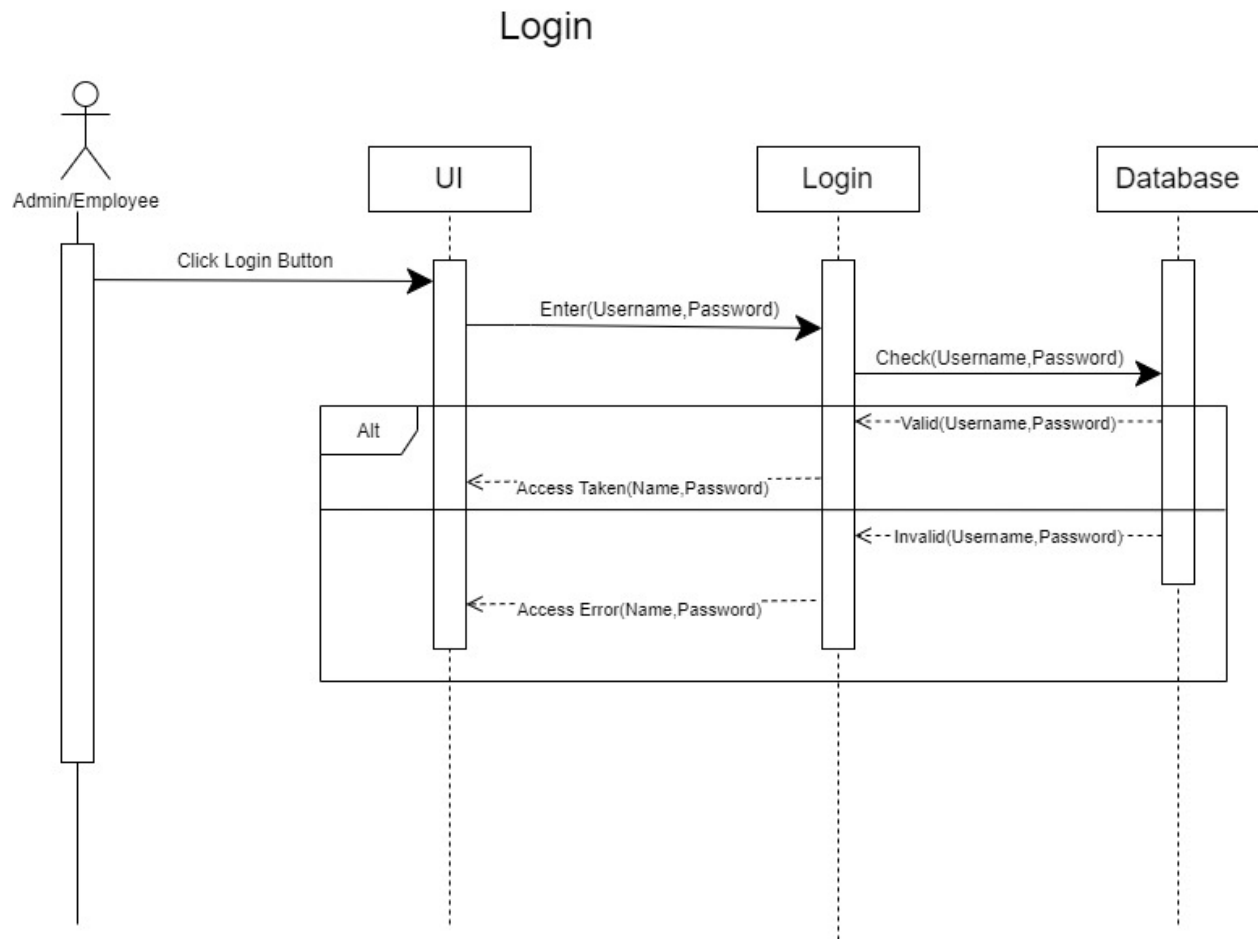 Login
Admin/Employee
UI
Login
Database
Click Login Button
Enter(Username,Password)
Check(Username,Password)
Alt
Valid(Username,Password)
Access Taken(Name,Password)
Invalid(Username,Password)
Access Error(Name,Password)